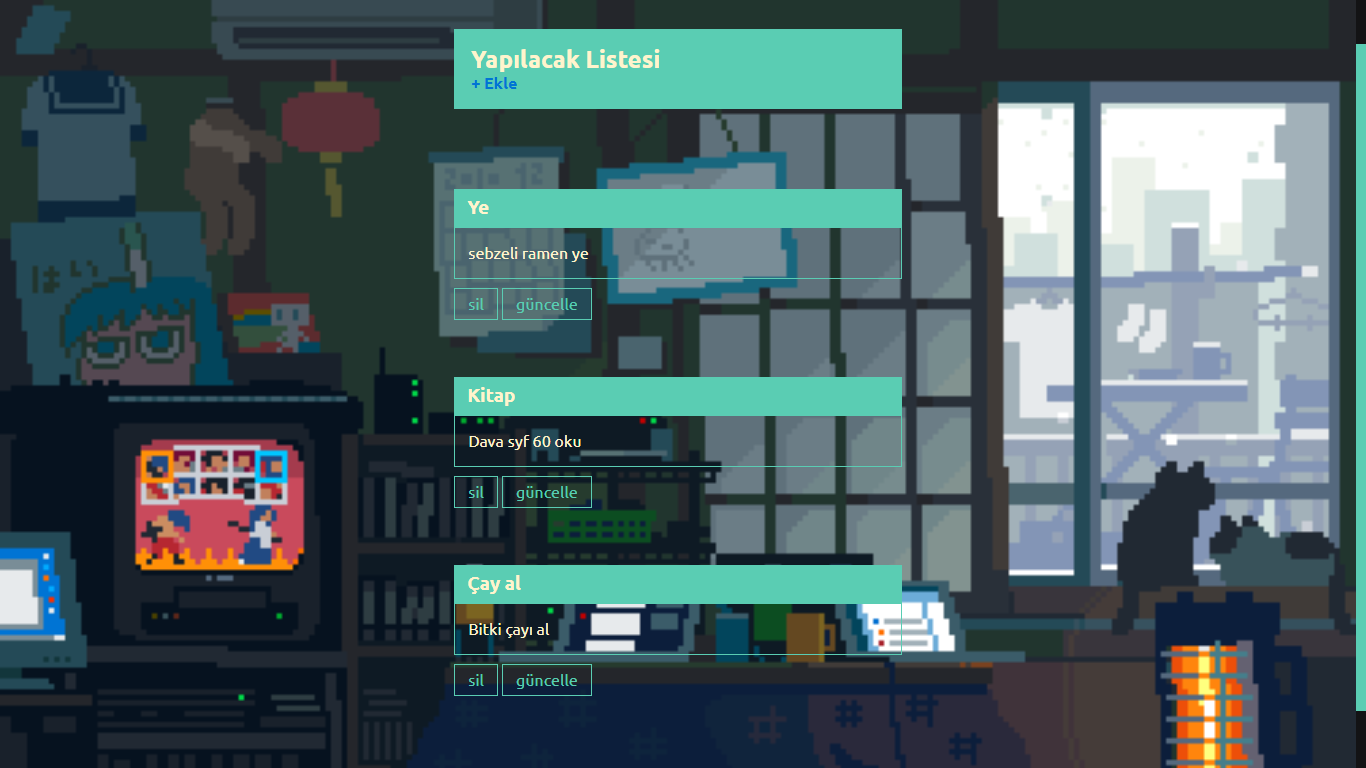 Yapılacak Listesi
+ Ekle
Ye
sebzeli ramen ye
sil
güncelle
Kitap
Dava syf 60 oku
sil
güncelle
Çay al
Bitki çayı al
sil
güncelle